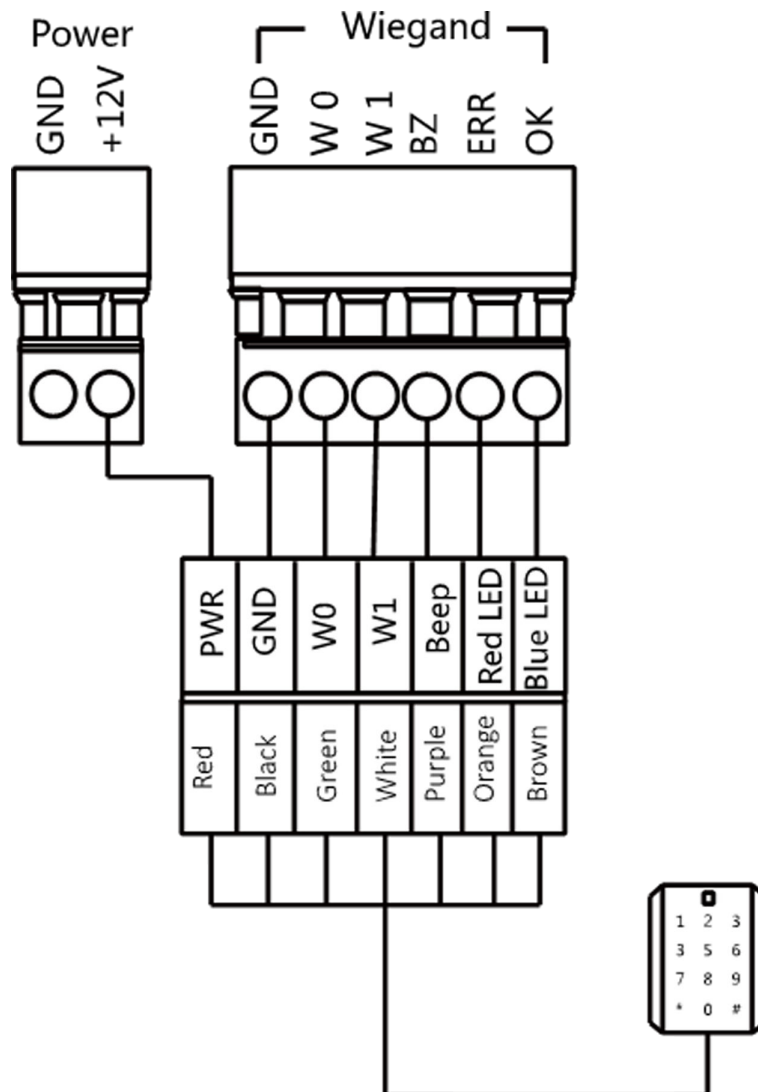 Power
Wiegand
GND
+12V
GND
W 0
W 1
BZ
ERR
OK
PWR
GND
W0
W1
Beep
Red LED
Blue LED
Red
Black
Green
White
Purple
Orange
Brown
1 2 3
3 5 6
7 8 9
* 0 #